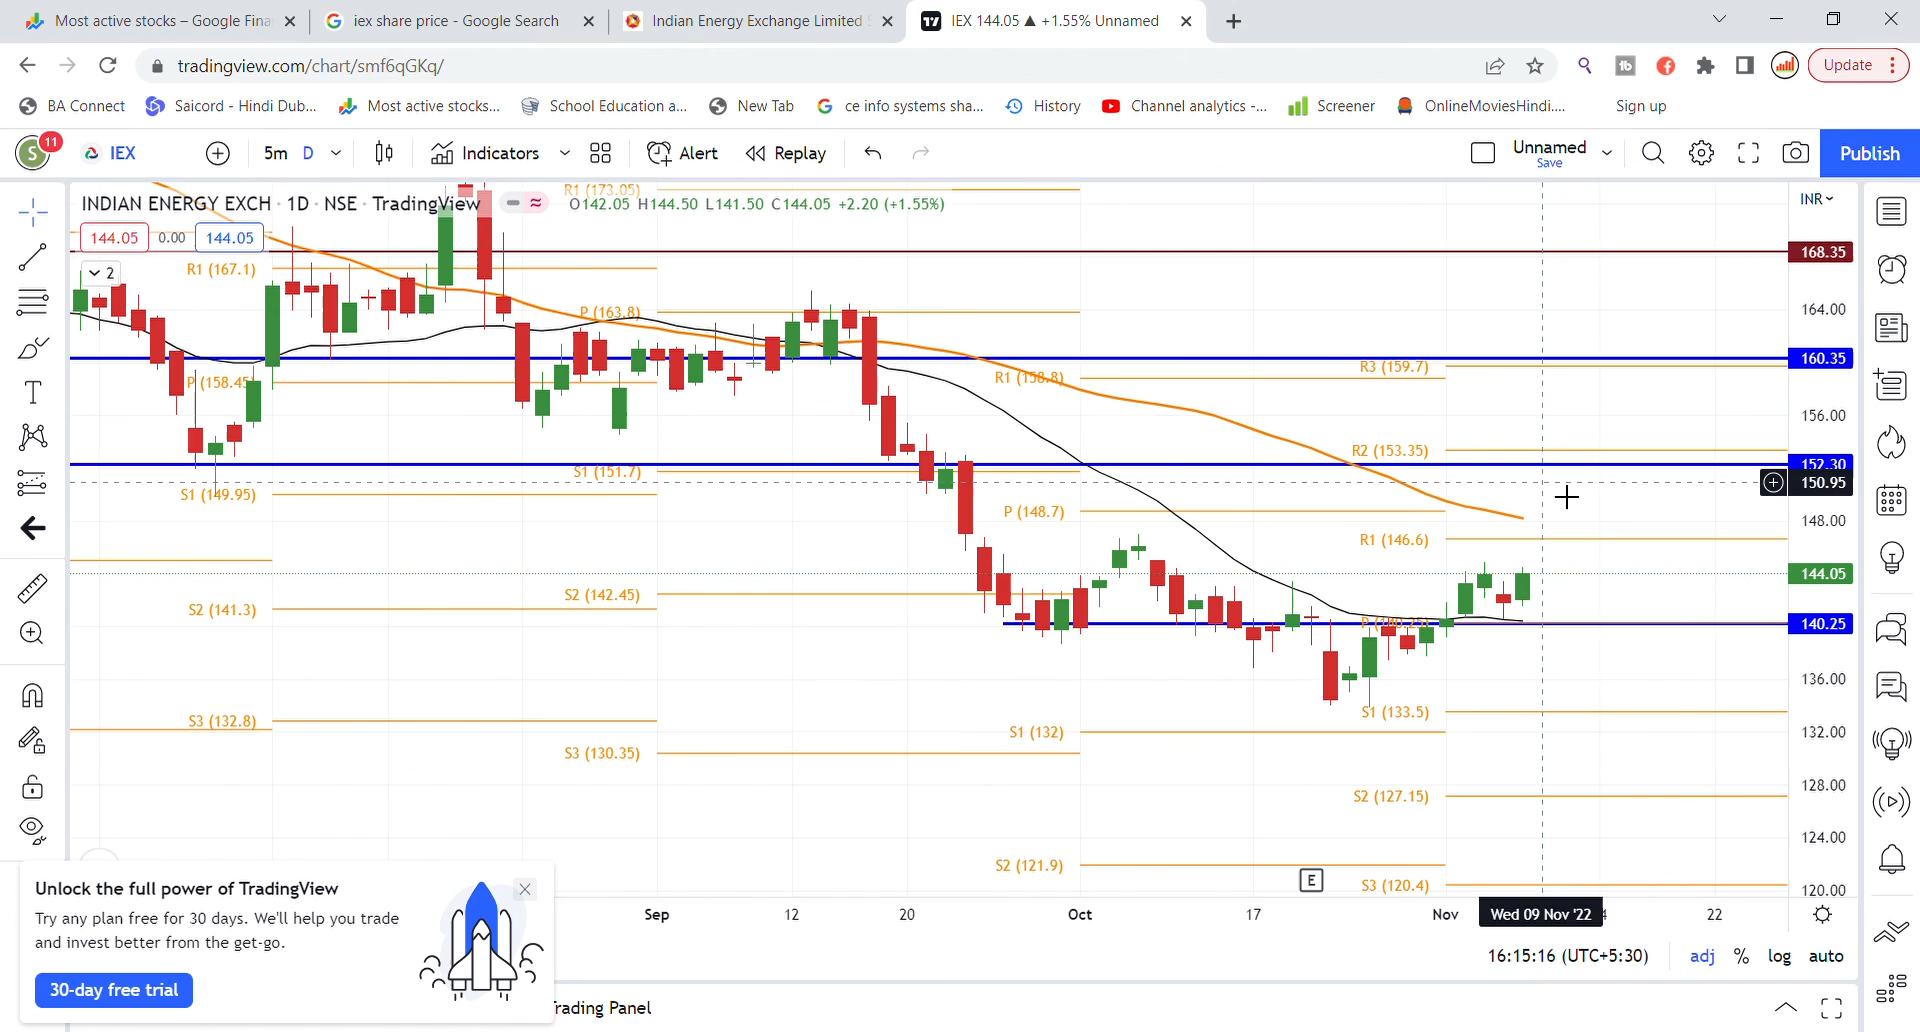 Most active stocks – Google Fina
iex share price - Google Search
Indian Energy Exchange Limited S
IEX 144.05 ▲ +1.55% Unnamed
tradingview.com/chart/smf6qGKq/
Update
BA Connect
Saicord - Hindi Dub...
Most active stocks...
School Education a...
New Tab
ce info systems sha...
History
Channel analytics -...
Screener
OnlineMoviesHindi....
Sign up
S 11
IEX
5m D
Indicators
Alert
Replay
Unnamed
Save
Publish
INDIAN ENERGY EXCH · 1D · NSE · TradingView
O142.05 H144.50 L141.50 C144.05 +2.20 (+1.55%)
144.05 0.00 144.05
2
INR
R1 (173.05)
168.35
R1 (167.1)
P (163.8)
164.00
160.35
R3 (159.7)
R1 (158.8)
P (158.45)
156.00
R2 (153.35)
152.30
S1 (151.7)
150.95
S1 (149.95)
P (148.7)
148.00
R1 (146.6)
144.05
S2 (142.45)
S2 (141.3)
P (140.25)
140.25
136.00
S1 (133.5)
S3 (132.8)
S1 (132)
132.00
S3 (130.35)
128.00
S2 (127.15)
124.00
S2 (121.9)
E
S3 (120.4)
120.00
Sep 12 20 Oct 17 Nov Wed 09 Nov '22 22
16:15:16 (UTC+5:30)
adj % log auto
Unlock the full power of TradingView
Try any plan free for 30 days. We'll help you trade
and invest better from the get-go.
30-day free trial
rading Panel